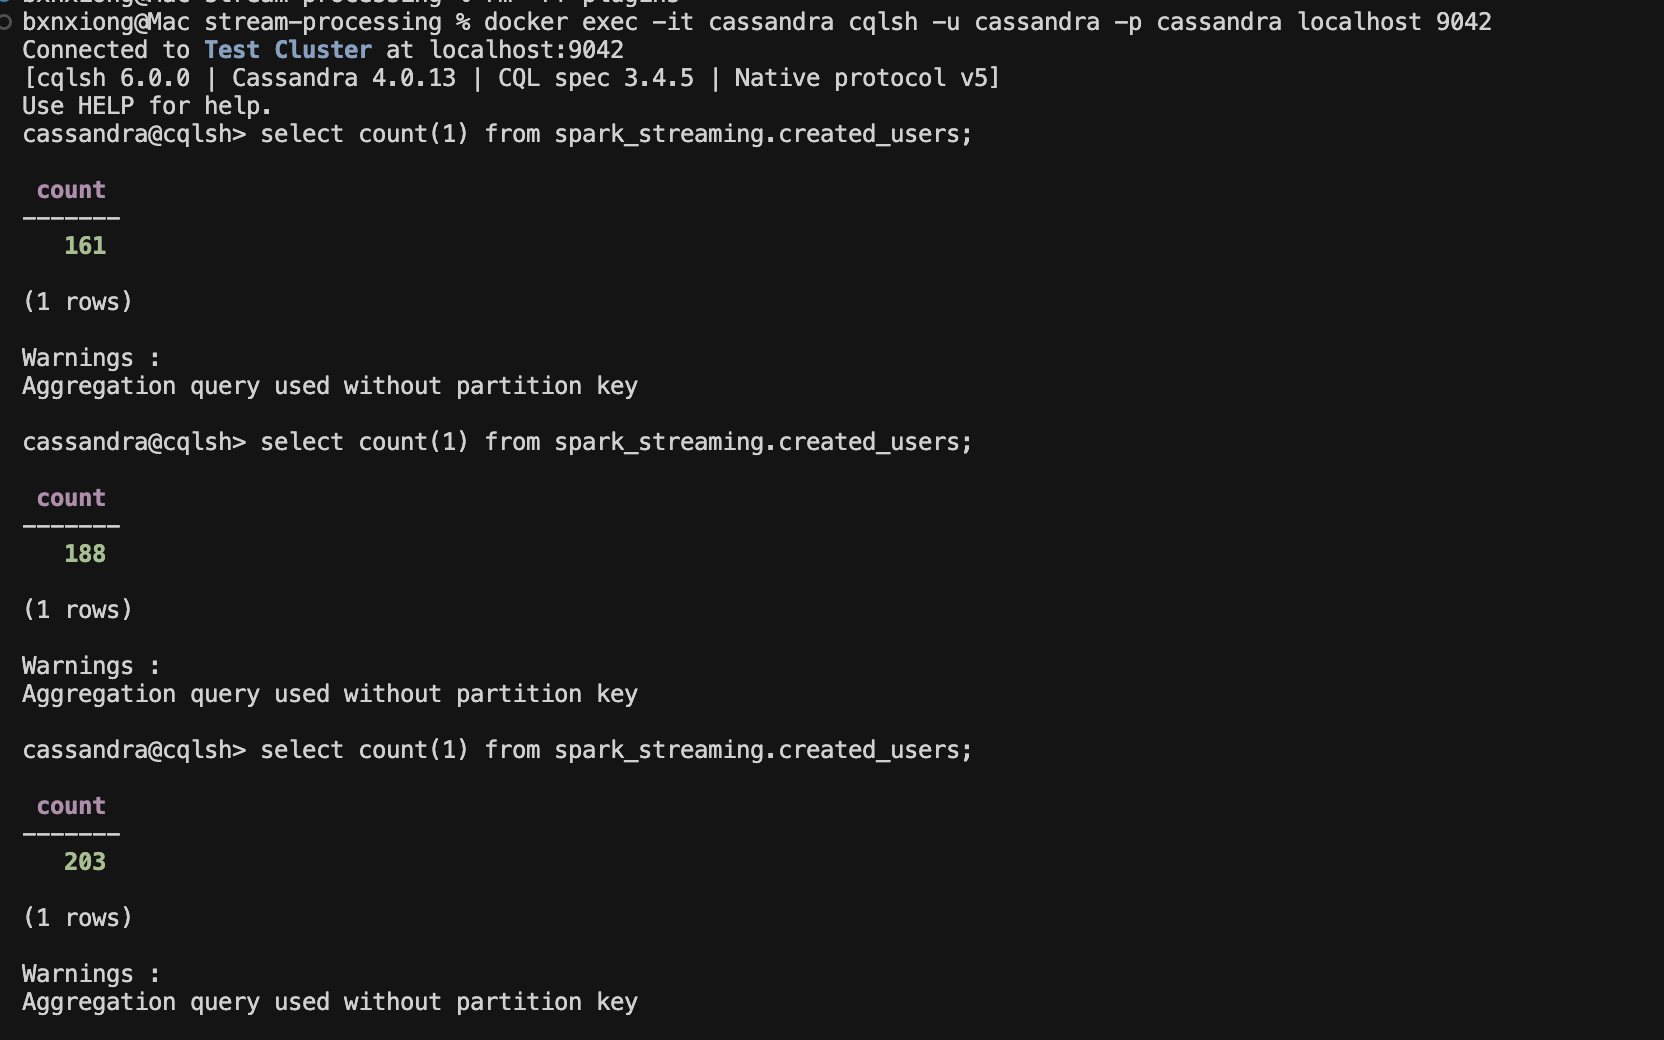 bxnxiong@Mac stream-processing %
bxnxiong@Mac stream-processing % docker exec -it cassandra cqlsh -u cassandra -p cassandra localhost 9042
Connected to Test Cluster at localhost:9042
[cqlsh 6.0.0 | Cassandra 4.0.13 | CQL spec 3.4.5 | Native protocol v5]
Use HELP for help.
cassandra@cqlsh> select count(1) from spark_streaming.created_users;
count
-------
161
(1 rows)
Warnings :
Aggregation query used without partition key
cassandra@cqlsh> select count(1) from spark_streaming.created_users;
count
-------
188
(1 rows)
Warnings :
Aggregation query used without partition key
cassandra@cqlsh> select count(1) from spark_streaming.created_users;
count
-------
203
(1 rows)
Warnings :
Aggregation query used without partition key